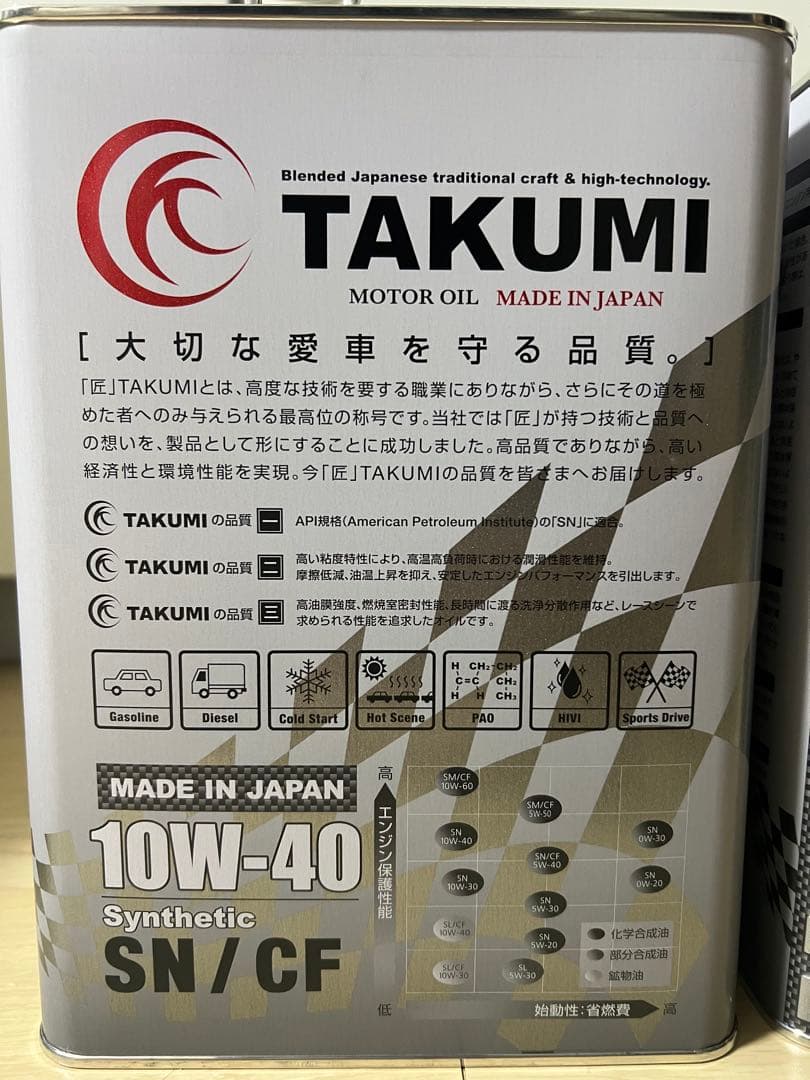 Blended Japanese traditional craft & high-technology.
TAKUMI
MOTOR OIL MADE IN JAPAN
[大切な愛車を守る品質。]
「匠」TAKUMIとは、高度な技術を要する職業にありながら、さらにその道を極
めた者へのみ与えられる最高位の称号です。当社では「匠」が持つ技術と品質へ
の想いを、製品として形にすることに成功しました。高品質でありながら、高い
経済性と環境性能を実現。今「匠」TAKUMIの品質を皆さまへお届けします。
TAKUMIの品質 一 API規格(American Petroleum Institute)の「SN」に適合。
TAKUMIの品質 二 高い粘度特性により、高温高負荷時における潤滑性能を維持。
摩擦低減、油温上昇を抑え、安定したエンジンパフォーマンスを引出します。
TAKUMIの品質 三 高油膜強度、燃焼室密封性能、長時間に渡る洗浄分散作用など、レースシーンで
求められる性能を追求したオイルです。
H CH2-CH2
C=C CH2
H H CH3
Gasoline Diesel Cold Start Hot Scene PAO HIVI Sports Drive
MADE IN JAPAN
10W-40
Synthetic
SN/CF
高
エンジン保護性能
低
SM/CF
10W-60
SM/CF
5W-50
SN
10W-40
SN
0W-30
SN/CF
5W-40
SN
10W-30
SN
0W-20
SN
5W-30
SL/CF
10W-40
SN
5W-20
SL/CF
10W-30
SL
5W-30
化学合成油
部分合成油
鉱物油
始動性:省燃費
高